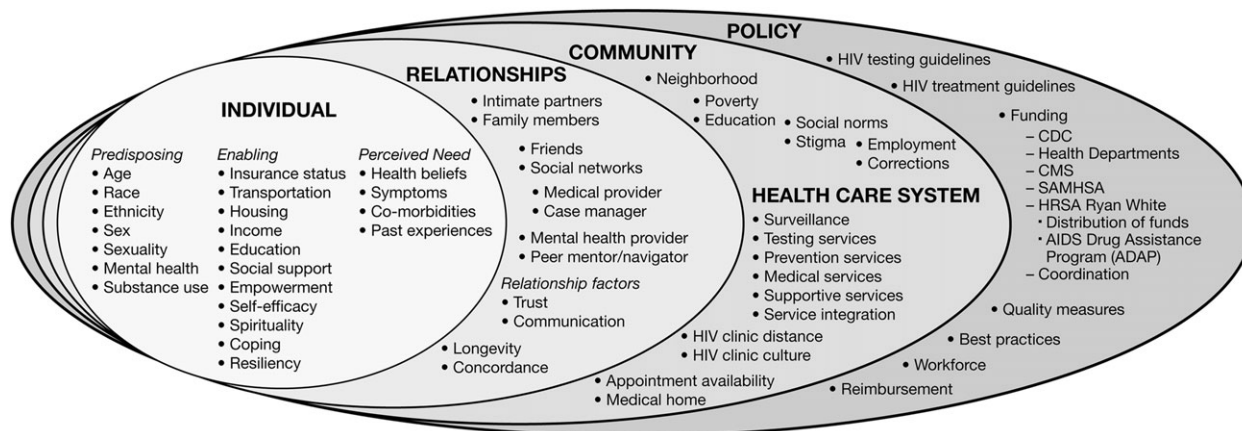 INDIVIDUAL
Predisposing
• Age
• Race
• Ethnicity
• Sex
• Sexuality
• Mental health
• Substance use
Enabling
• Insurance status
• Transportation
• Housing
• Income
• Education
• Social support
• Empowerment
• Self-efficacy
• Spirituality
• Coping
• Resiliency
Perceived Need
• Health beliefs
• Symptoms
• Co-morbidities
• Past experiences
RELATIONSHIPS
• Intimate partners
• Family members
• Friends
• Social networks
• Medical provider
• Case manager
• Mental health provider
• Peer mentor/navigator
Relationship factors
• Trust
• Communication
• Longevity
• Concordance
COMMUNITY
• Neighborhood
• Poverty
• Education
• Social norms
• Stigma
• Employment
• Corrections
HEALTH CARE SYSTEM
• Surveillance
• Testing services
• Prevention services
• Medical services
• Supportive services
• Service integration
• HIV clinic distance
• HIV clinic culture
• Appointment availability
• Medical home
POLICY
• HIV testing guidelines
• HIV treatment guidelines
• Funding
– CDC
– Health Departments
– CMS
– SAMHSA
– HRSA Ryan White
• Distribution of funds
• AIDS Drug Assistance
Program (ADAP)
– Coordination
• Quality measures
• Best practices
• Workforce
• Reimbursement